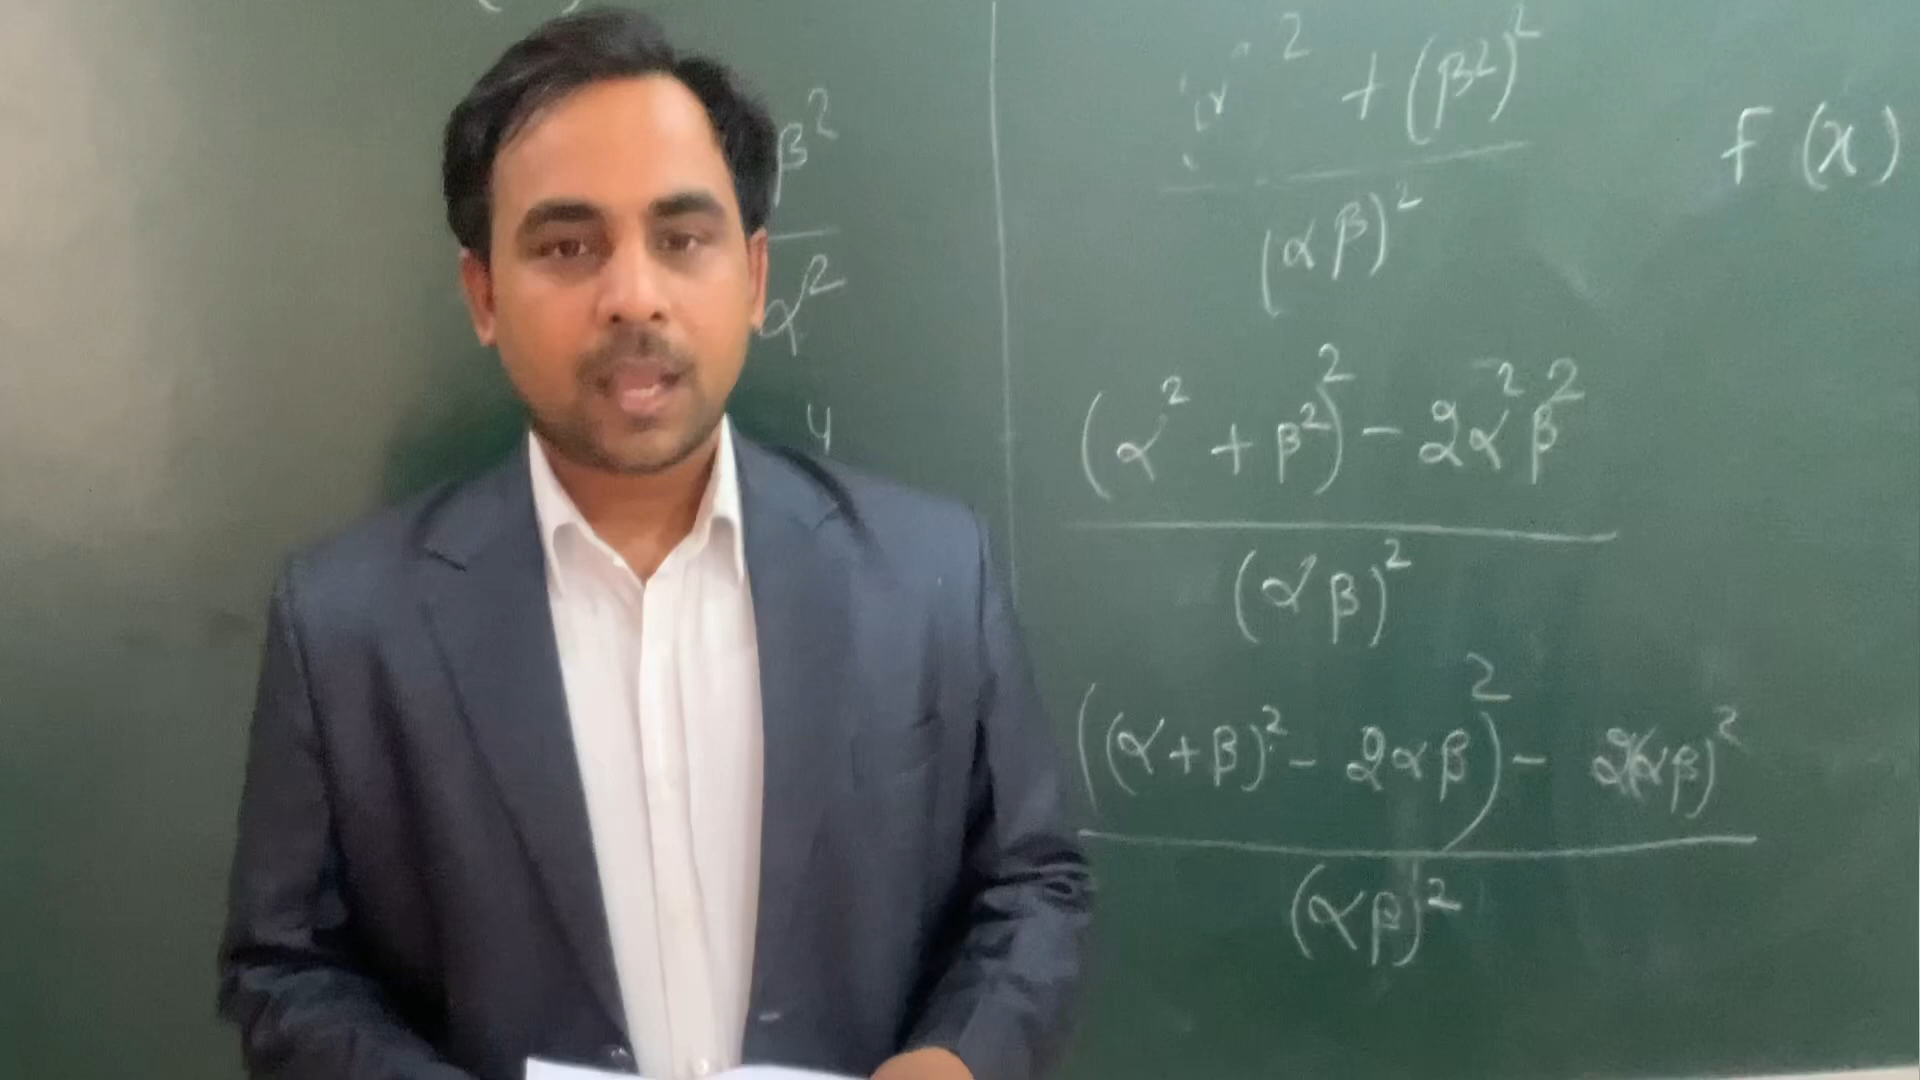 β²
α²
4
² + (β2)²
(αβ)²
(α² + β²)² - 2α²β²
(αβ)²
((α+β)² - 2αβ)² - 2(αβ)²
(αβ)²
f(x)